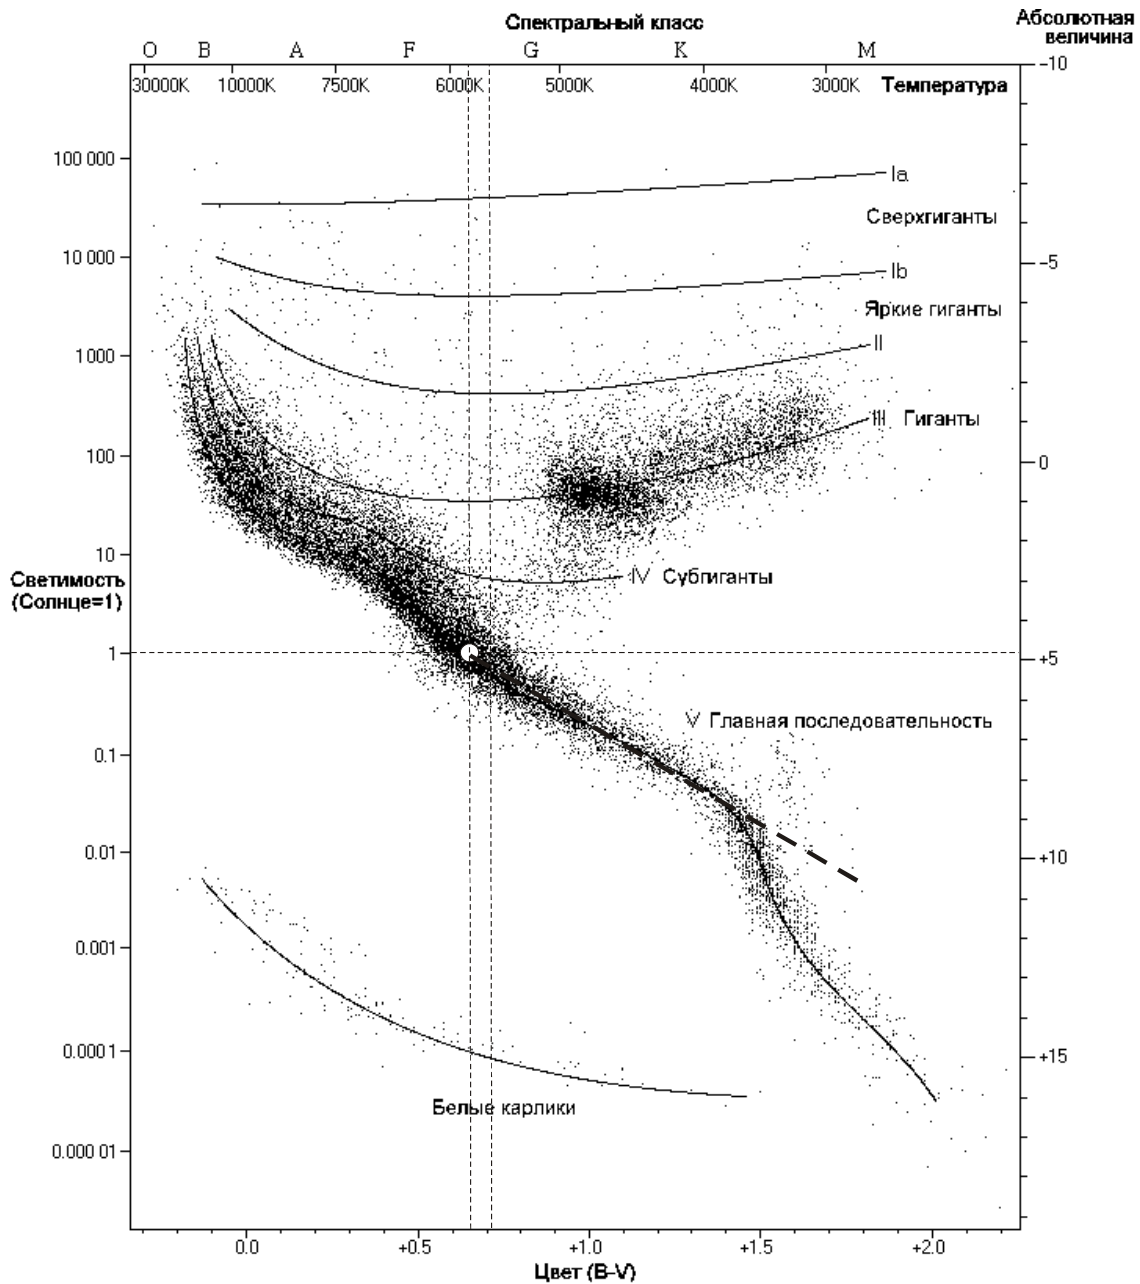 Спектральный класс
Абсолютная
величина
O B A F G K M
30000K 10000K 7500K 6000K 5000K 4000K 3000K Температура
−10
100 000
Ia
Сверхгиганты
10 000
−5
Ib
Яркие гиганты
1000
II
III Гиганты
100
0
10
Светимость
(Солнце=1)
IV Субгиганты
1
+5
V Главная последовательность
0.1
0.01
+10
0.001
0.0001
+15
Белые карлики
0.000 01
0.0 +0.5 +1.0 +1.5 +2.0
Цвет (B-V)